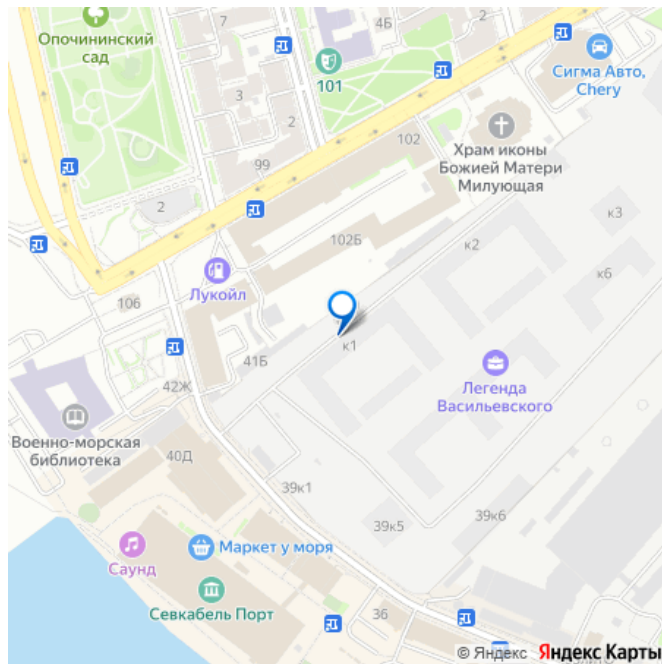 Опочининский
сад
7
4Б
2
101
Сигма Авто,
Chery
3
2
102
99
Храм иконы
Божией Матери
Милующая
2
102Б
к2
к3
к6
Лукойл
106
41Б
к1
42Ж
Легенда
Васильевского
Военно-морская
библиотека
40Д
39к1
39к5
39к6
Маркет у моря
Саунд
Севкабель Порт
36
© Яндекс Яндекс Карты